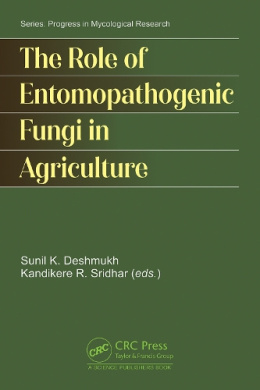 Series: Progress in Mycological Research
The Role of
Entomopathogenic
Fungi in
Agriculture
Sunil K. Deshmukh
Kandikere R. Sridhar (eds.)
CRC
CRC Press
Taylor & Francis Group
A SCIENCE PUBLISHERS BOOK